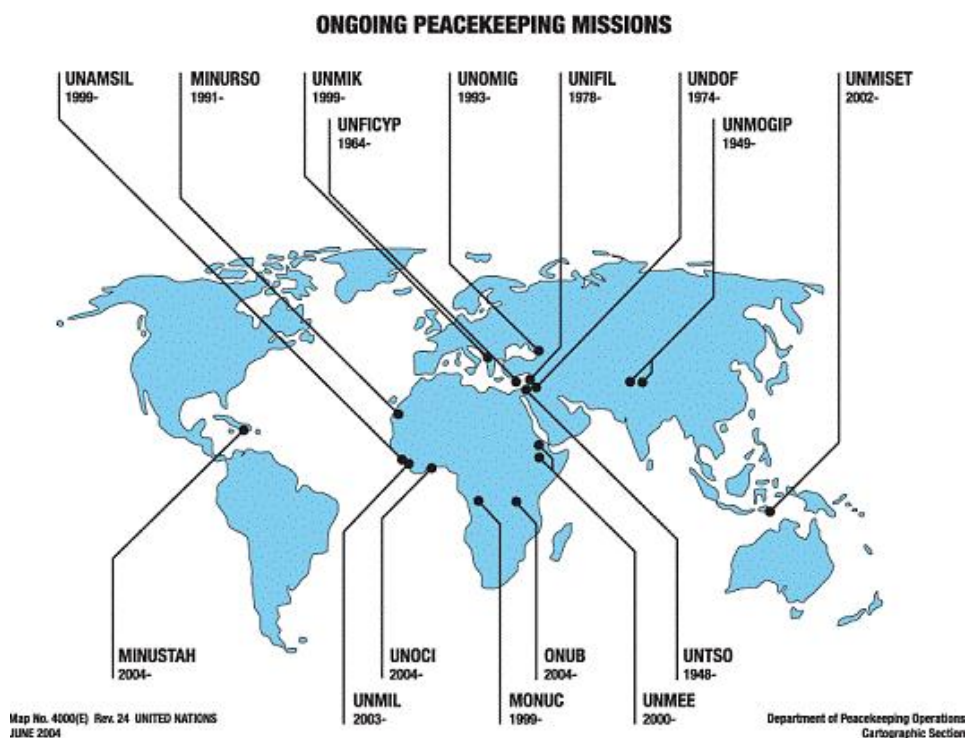 ONGOING PEACEKEEPING MISSIONS
UNAMSIL
1999-
MINURSO
1991-
UNMIK
1999-
UNOMIG
1993-
UNIFIL
1978-
UNDOF
1974-
UNMISET
2002-
UNFICYP
1964-
UNMOGIP
1949-
MINUSTAH
2004-
UNOCI
2004-
ONUB
2004-
UNTSO
1948-
UNMIL
2003-
MONUC
1999-
UNMEE
2000-
Map No. 4000(E) Rev. 24 UNITED NATIONS
JUNE 2004
Department of Peacekeeping Operations
Cartographic Section